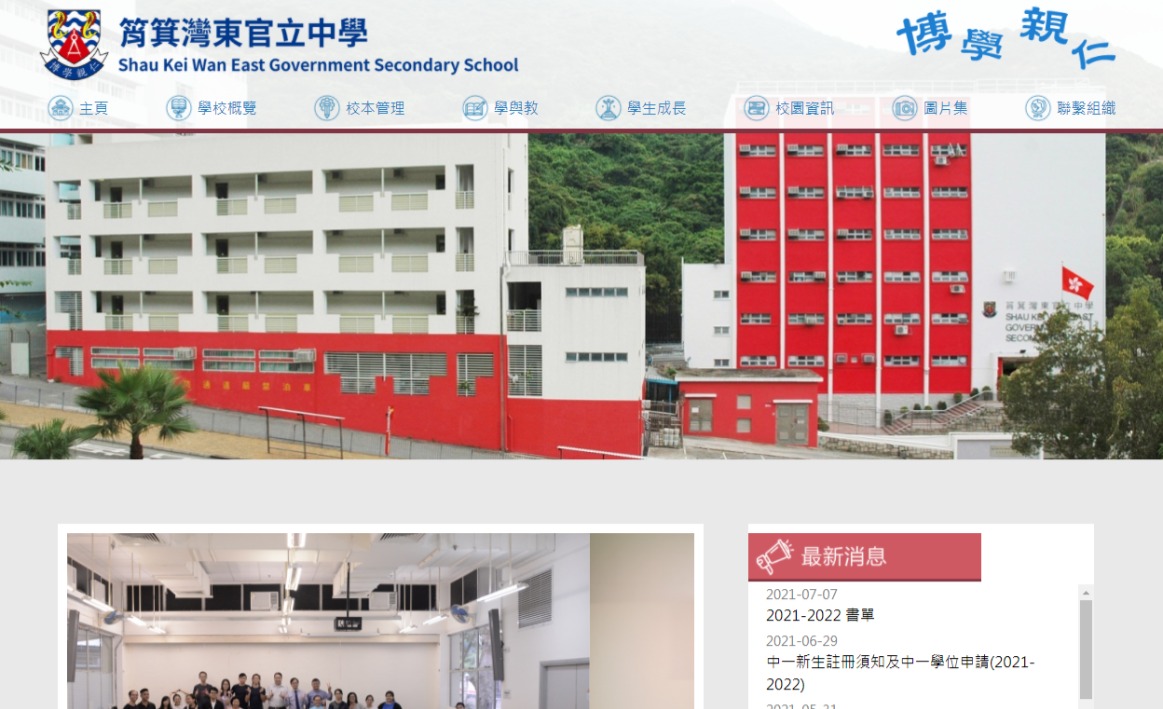 筲箕灣東官立中學
Shau Kei Wan East Government Secondary School
博學親仁
博學親仁
主頁
學校概覽
校本管理
學與教
學生成長
校園資訊
圖片集
聯繫組織
筲箕灣東官立中學
SHAU KEI WAN EAST
GOVERN
SECON
最新消息
2021-07-07
2021-2022 書單
2021-06-29
中一新生註冊須知及中一學位申請(2021-
2022)
2021-05-31